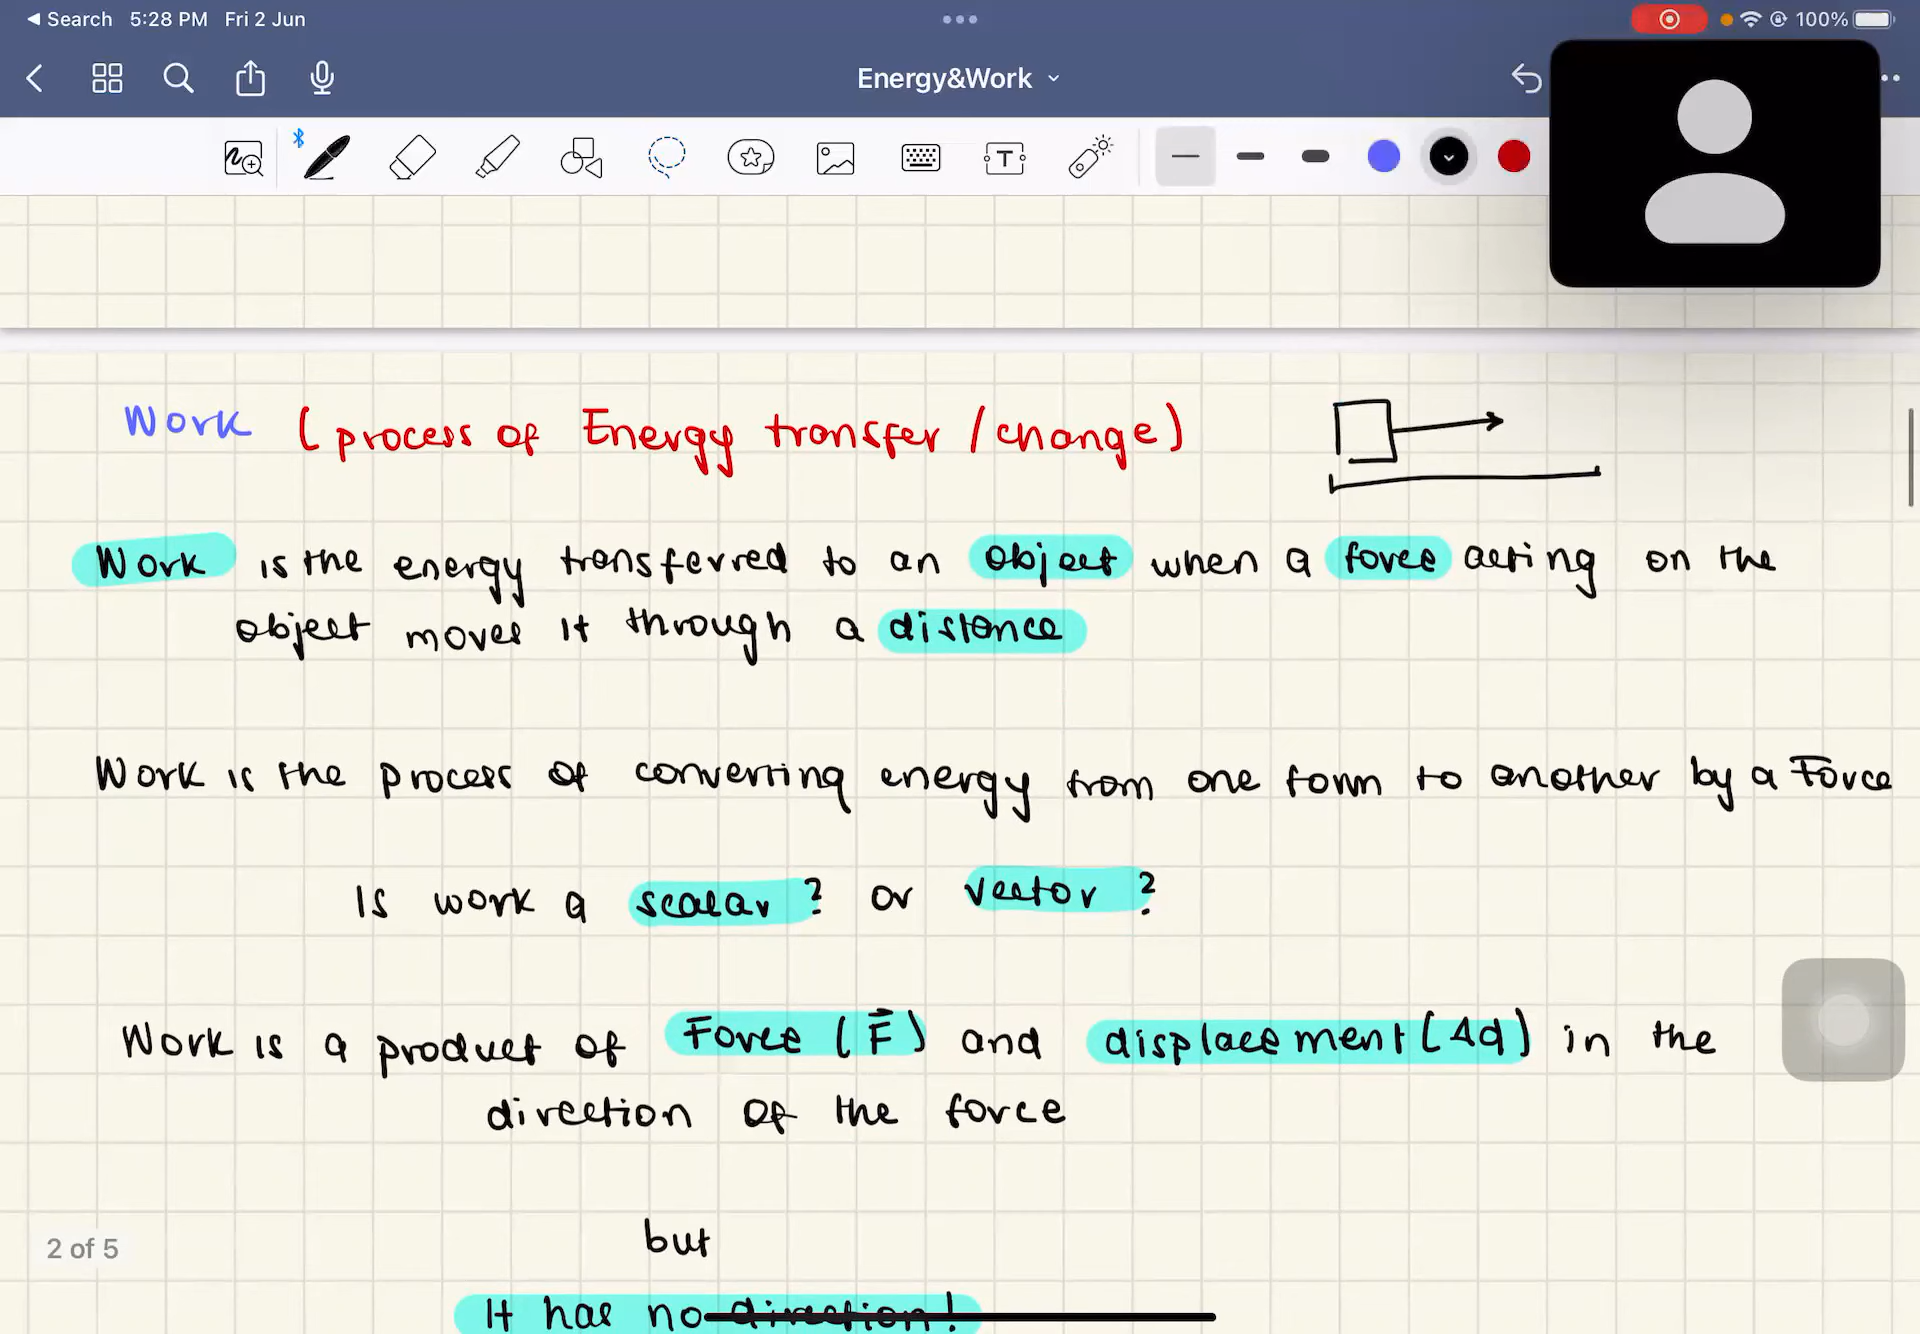 Search 5:28 PM Fri 2 Jun
100%
Energy&Work
T
Work (process of Energy transfer / change)
Work is the energy transferred to an object when a force acting on the
object moves it through a distance
Work is the process of converting energy from one form to another by a Force
Is work a scalar ? or vector ?
Work is a product of Force (F⃗) and displacement (Δd) in the
direction of the force
but
2 of 5
It has no direction!